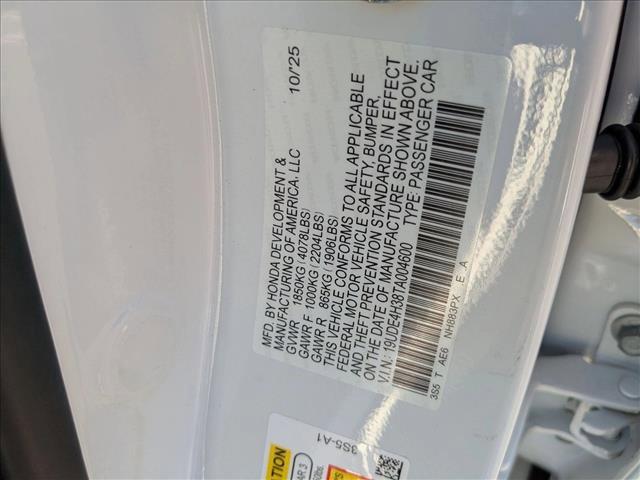 MFD. BY HONDA DEVELOPMENT & 10/25
MANUFACTURING OF AMERICA, LLC
GVWR 1850KG (4078LBS)
GAWR F 1000KG (2204LBS)
GAWR R 865KG (1906LBS)
THIS VEHICLE CONFORMS TO ALL APPLICABLE
FEDERAL MOTOR VEHICLE SAFETY, BUMPER,
AND THEFT PREVENTION STANDARDS IN EFFECT
ON THE DATE OF MANUFACTURE SHOWN ABOVE.
V.I.N.: 19UDE4H387A004600 TYPE: PASSENGER CAR
3S5 T AE6 NH883PX E A
3S5-A1